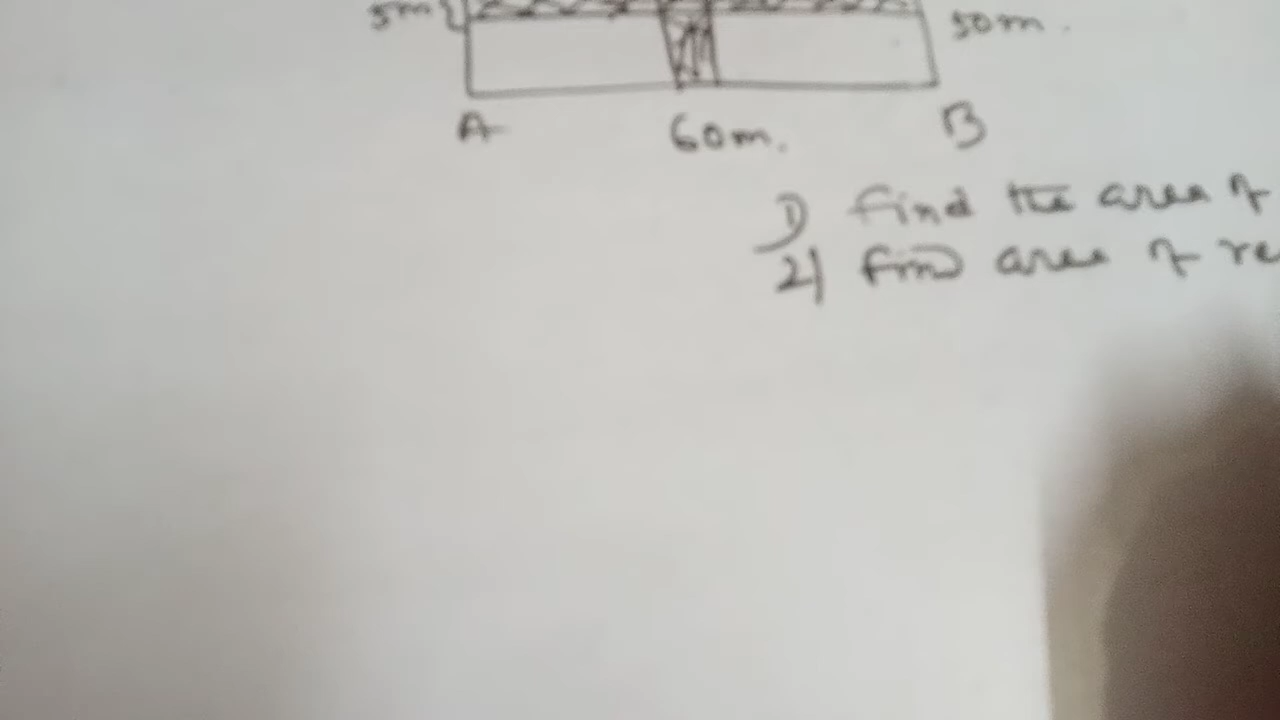 5m
50m.
A
60m.
B
1) Find the area of
2) Find area of re